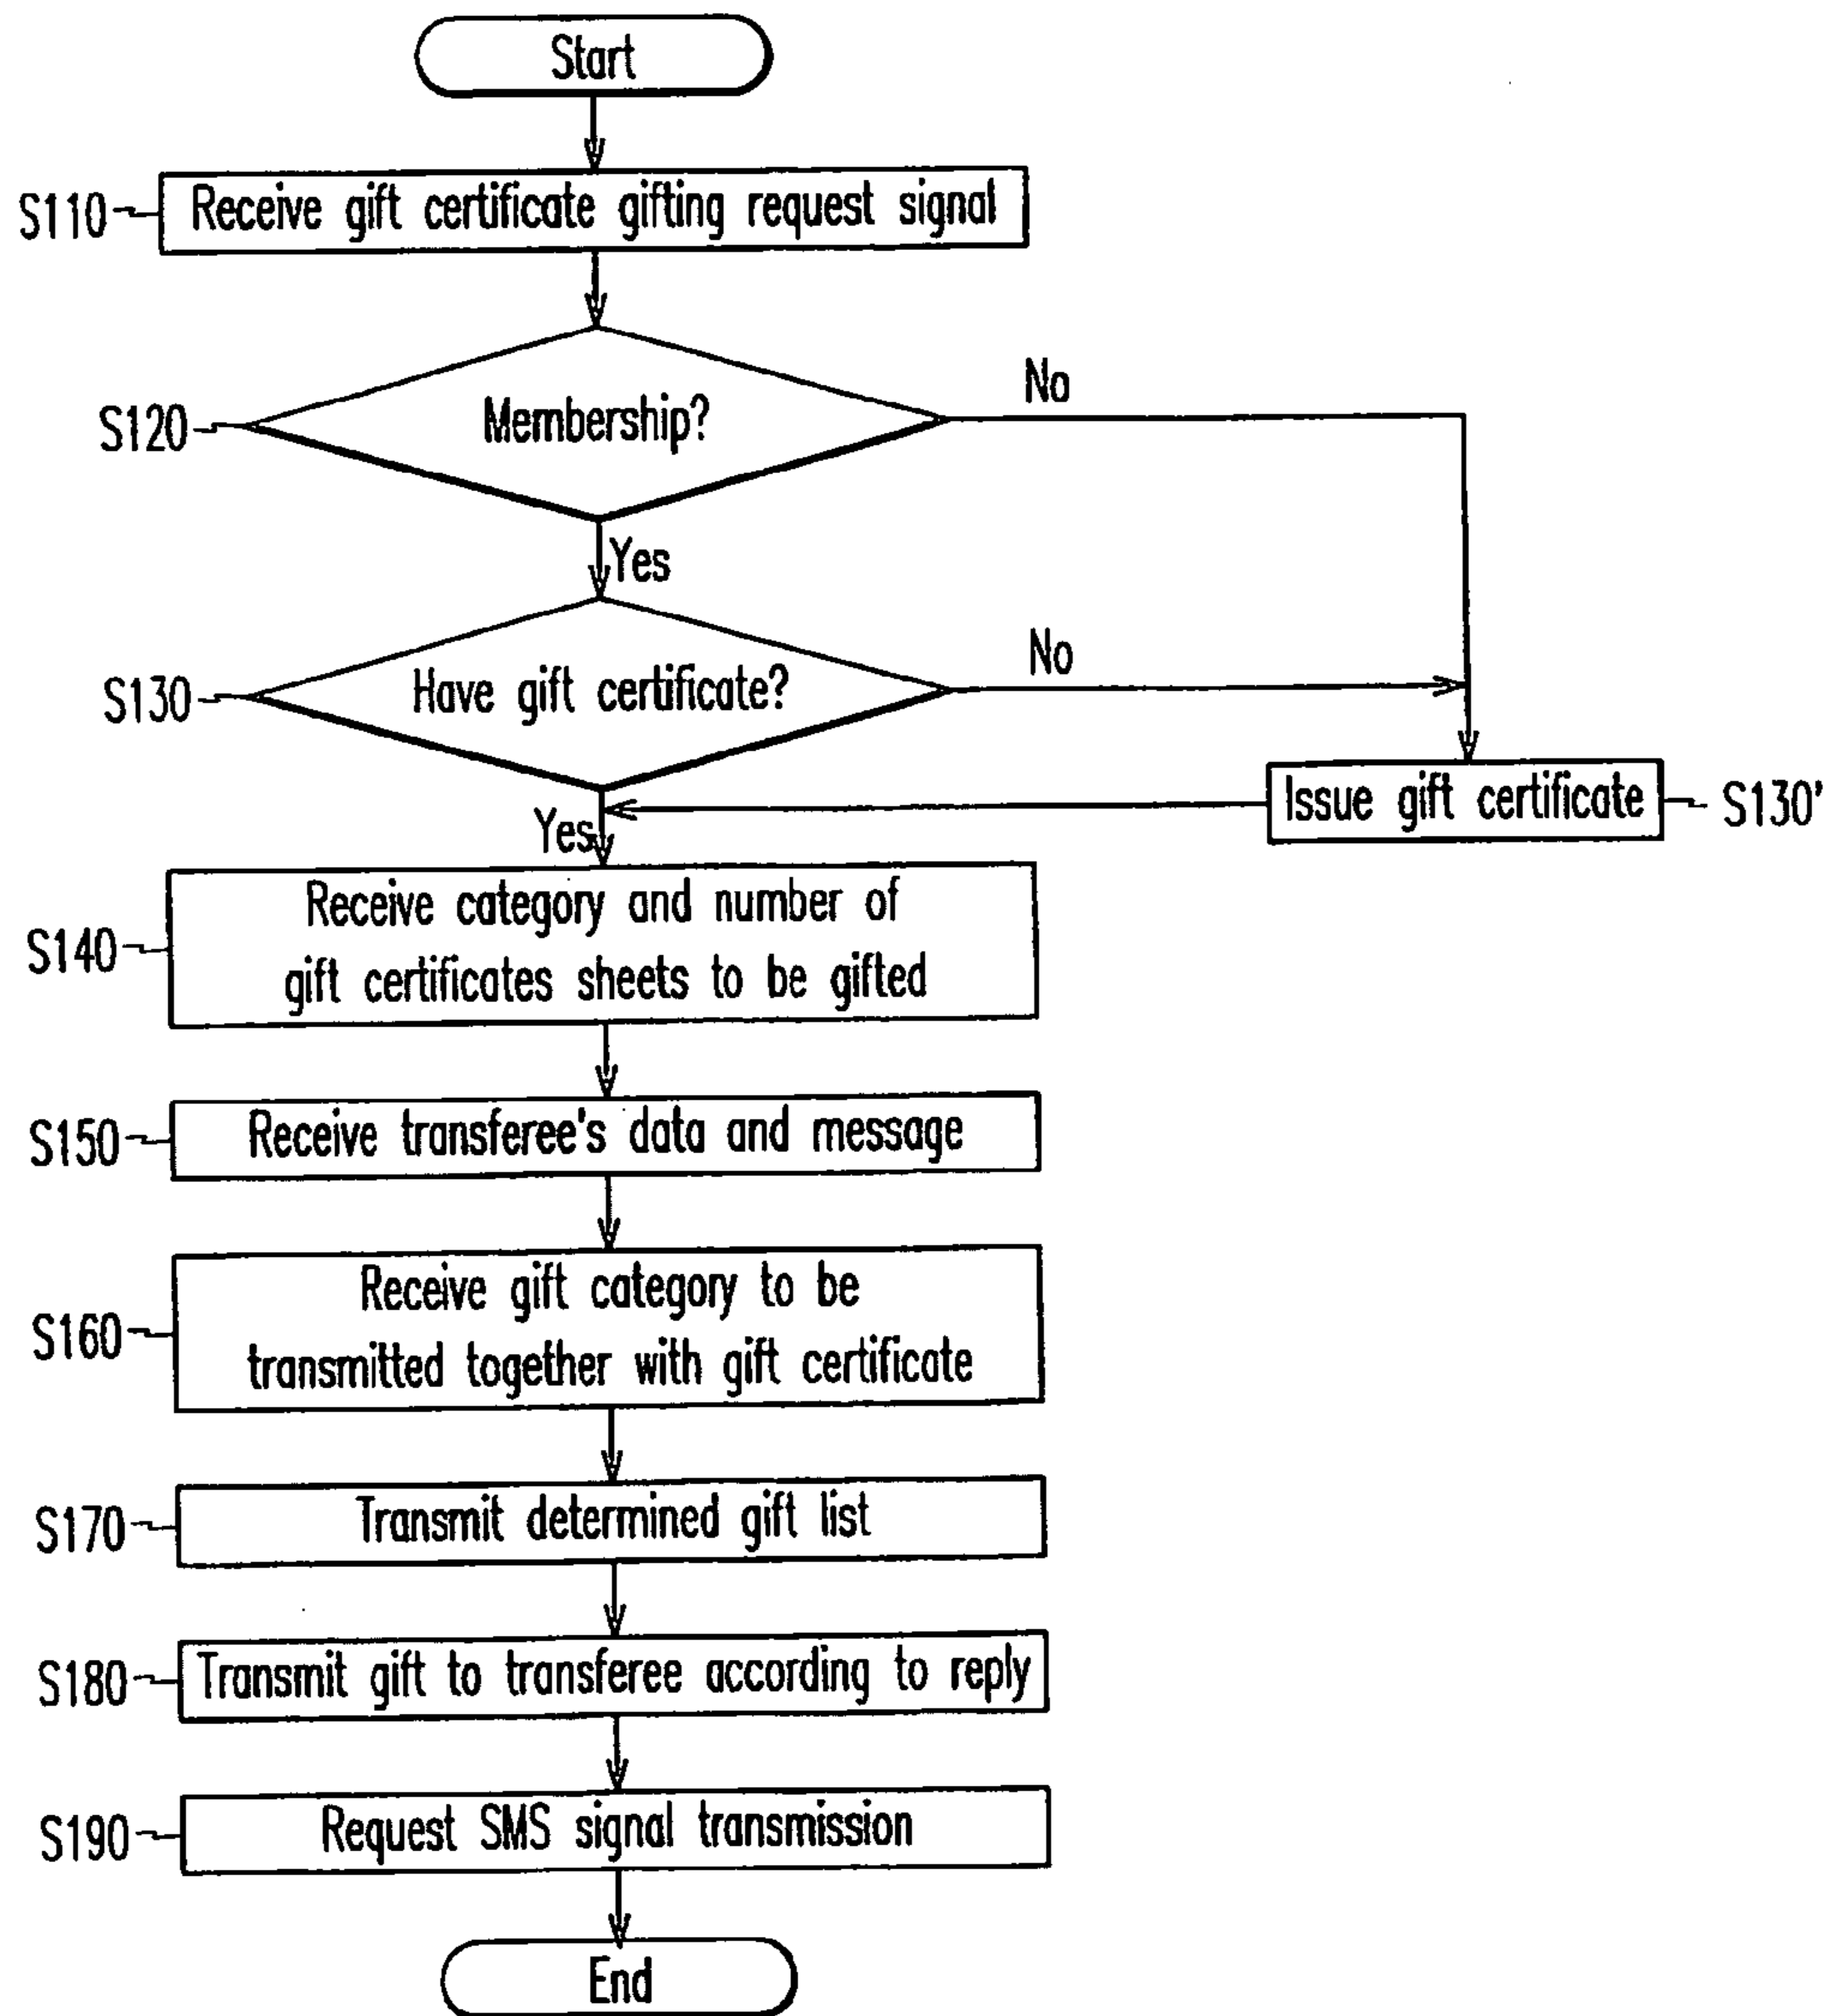 Start
S110
Receive gift certificate gifting request signal
S120
Membership?
No
Yes
S130
Have gift certificate?
No
Issue gift certificate
S130'
Yes
S140
Receive category and number of
gift certificates sheets to be gifted
S150
Receive transferee's data and message
S160
Receive gift category to be
transmitted together with gift certificate
S170
Transmit determined gift list
S180
Transmit gift to transferee according to reply
S190
Request SMS signal transmission
End